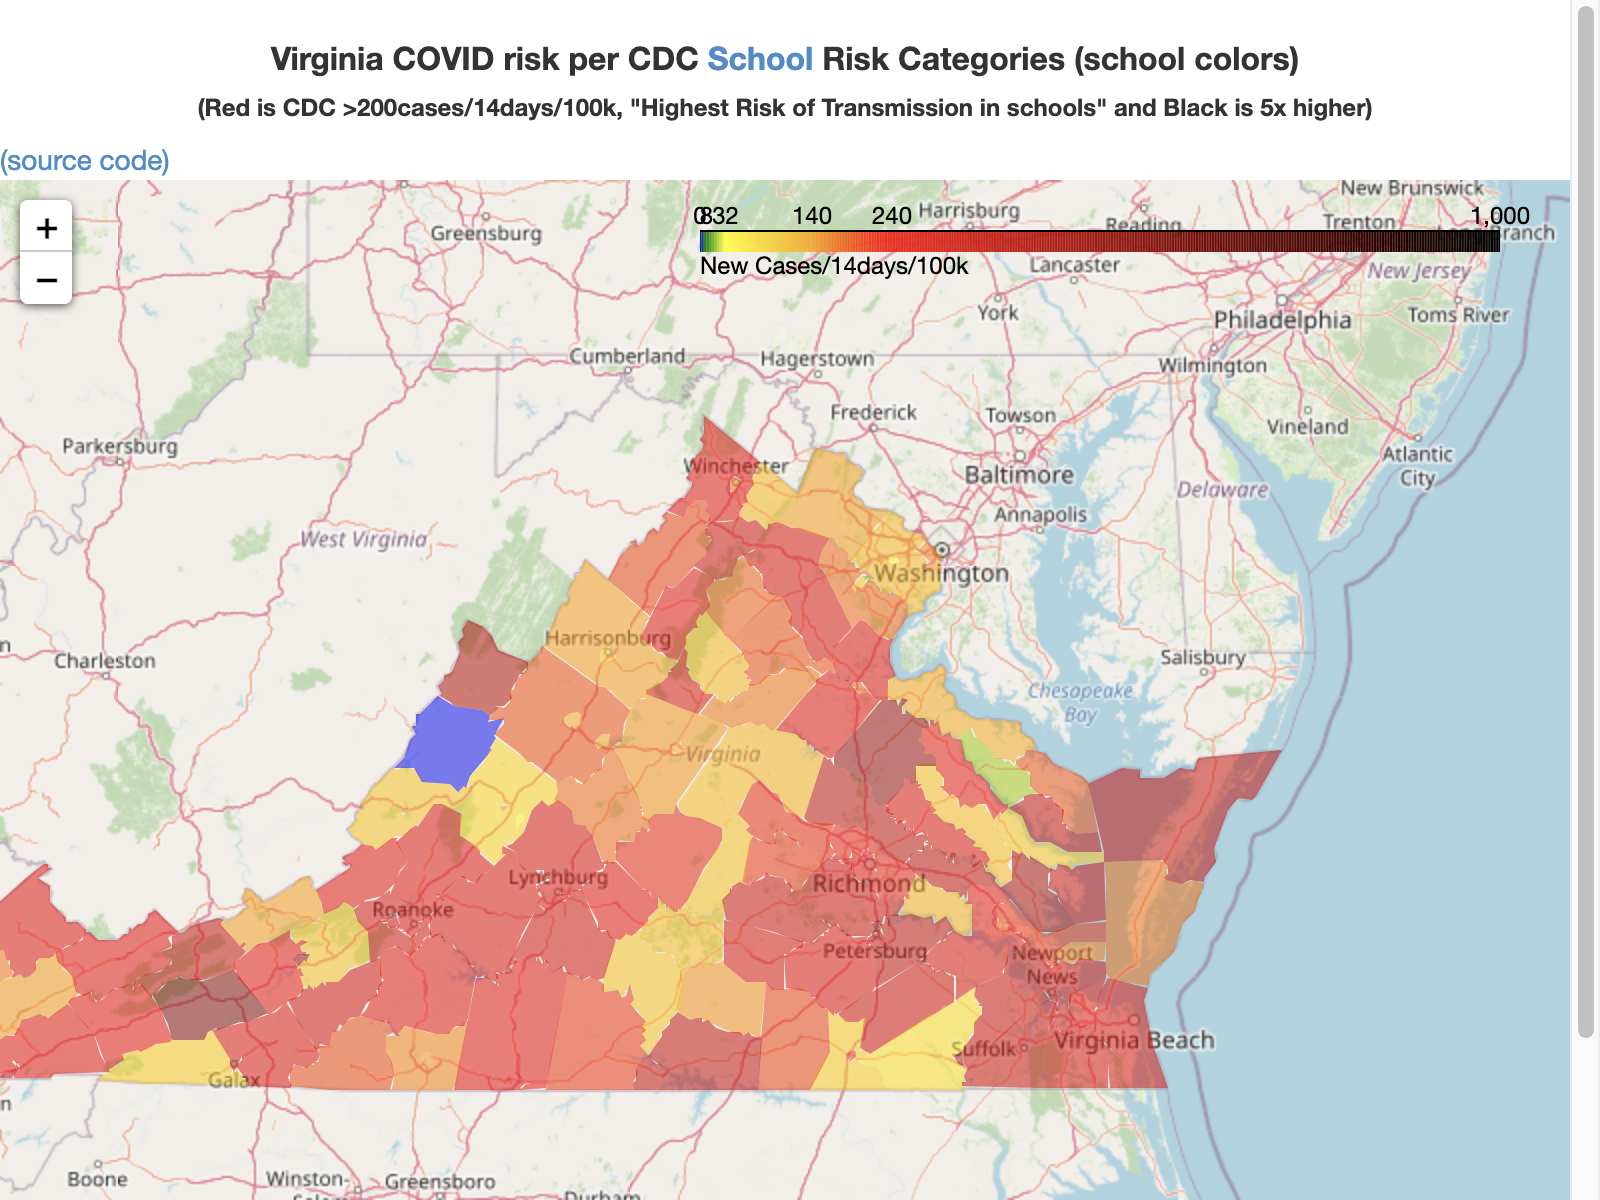 Virginia COVID risk per CDC School Risk Categories (school colors)
(Red is CDC >200cases/14days/100k, "Highest Risk of Transmission in schools" and Black is 5x higher)
(source code)
+
−
0 8 32 140 240 1,000
New Cases/14days/100k
New Brunswick
Harrisburg
Reading
Trenton
Branch
Greensburg
Lancaster
New Jersey
York
Philadelphia
Toms River
Cumberland
Hagerstown
Wilmington
Frederick
Towson
Vineland
Parkersburg
Winchester
Baltimore
Atlantic
City
Delaware
Annapolis
West Virginia
Washington
Harrisonburg
Charleston
Salisbury
Chesapeake
Bay
Virginia
Lynchburg
Richmond
Roanoke
Petersburg
Newport
News
Virginia Beach
Suffolk
Galax
Boone
Winston-
Greensboro
Durham